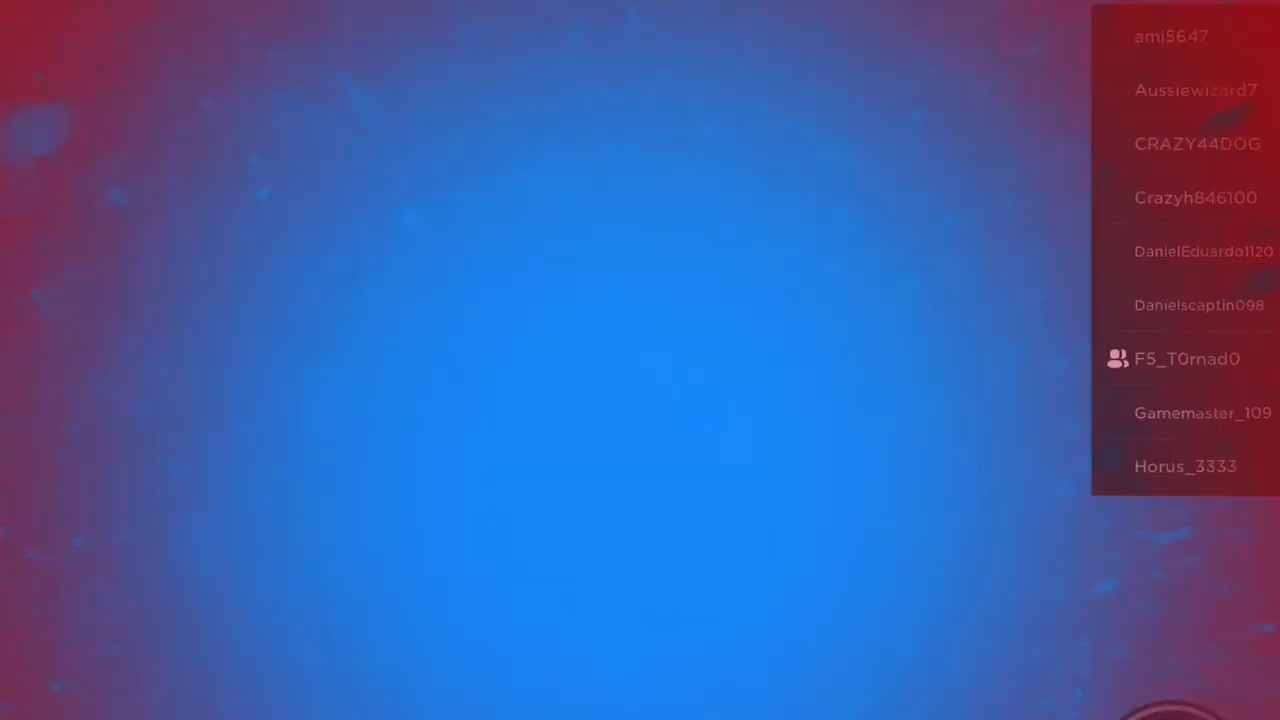 ami5647
Aussiewizard7
CRAZY44DOG
Crazyh846100
DanielEduardo1120
Danielscaptin098
F5_T0rnad0
Gamemaster_109
Horus_3333